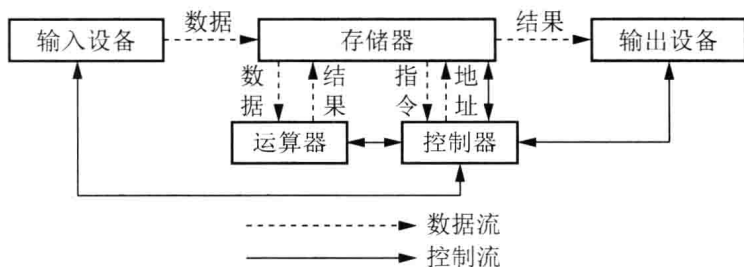 数据
结果
输入设备
存储器
输出设备
数据
结果
指令
地址
运算器
控制器
数据流
控制流